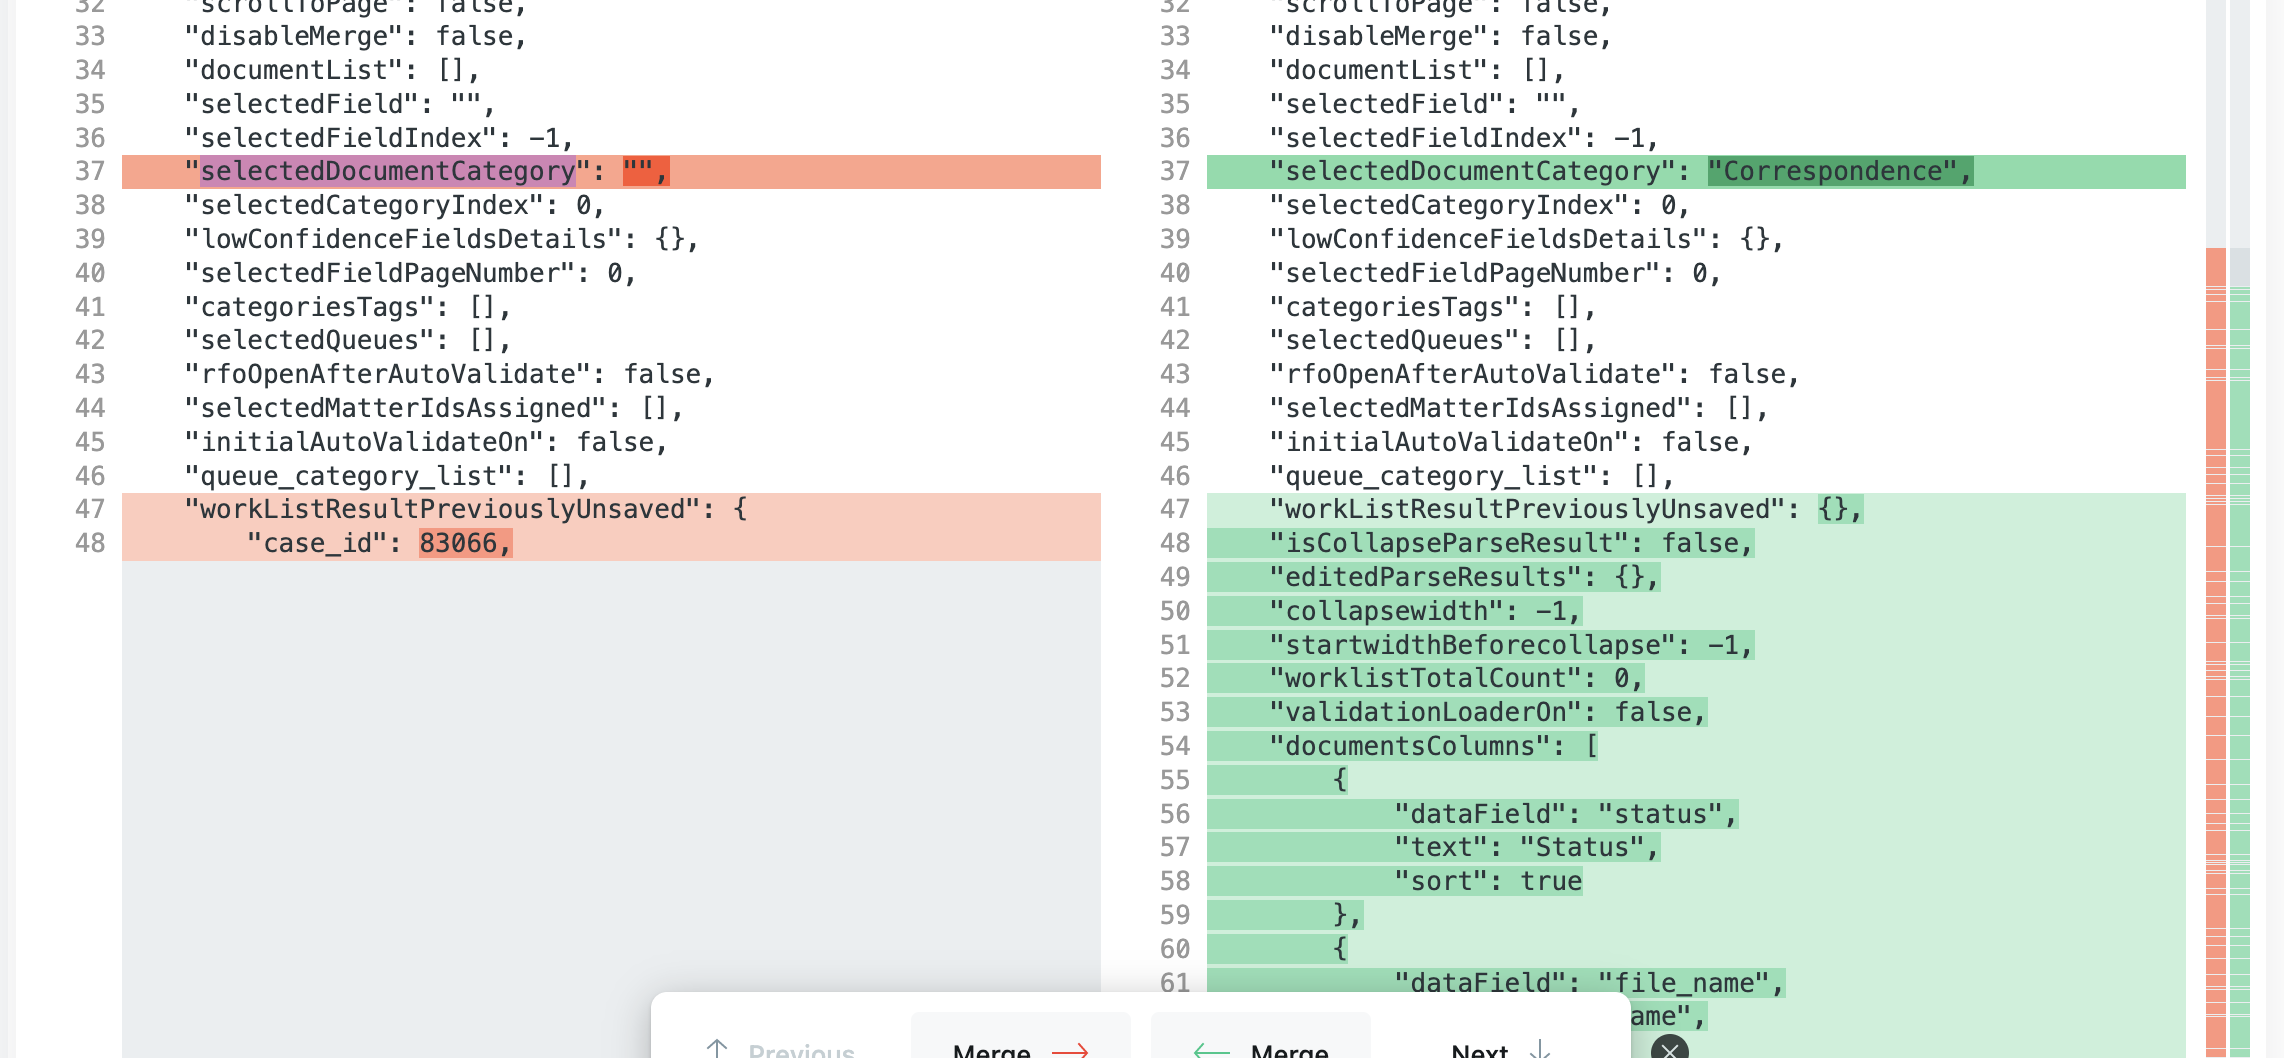 32 "scrollToPage": false,
33 "disableMerge": false,
34 "documentList": [],
35 "selectedField": "",
36 "selectedFieldIndex": -1,
37 "selectedDocumentCategory": "",
38 "selectedCategoryIndex": 0,
39 "lowConfidenceFieldsDetails": {},
40 "selectedFieldPageNumber": 0,
41 "categoriesTags": [],
42 "selectedQueues": [],
43 "rfoOpenAfterAutoValidate": false,
44 "selectedMatterIdsAssigned": [],
45 "initialAutoValidateOn": false,
46 "queue_category_list": [],
47 "workListResultPreviouslyUnsaved": {
48 "case_id": 83066,
32 "scrollToPage": false,
33 "disableMerge": false,
34 "documentList": [],
35 "selectedField": "",
36 "selectedFieldIndex": -1,
37 "selectedDocumentCategory": "Correspondence",
38 "selectedCategoryIndex": 0,
39 "lowConfidenceFieldsDetails": {},
40 "selectedFieldPageNumber": 0,
41 "categoriesTags": [],
42 "selectedQueues": [],
43 "rfoOpenAfterAutoValidate": false,
44 "selectedMatterIdsAssigned": [],
45 "initialAutoValidateOn": false,
46 "queue_category_list": [],
47 "workListResultPreviouslyUnsaved": {},
48 "isCollapseParseResult": false,
49 "editedParseResults": {},
50 "collapsewidth": -1,
51 "startwidthBeforecollapse": -1,
52 "worklistTotalCount": 0,
53 "validationLoaderOn": false,
54 "documentsColumns": [
55 {
56 "dataField": "status",
57 "text": "Status",
58 "sort": true
59 },
60 {
61 "dataField": "file_name",
ame",
↑ Previous Merge → ← Merge Next ↓